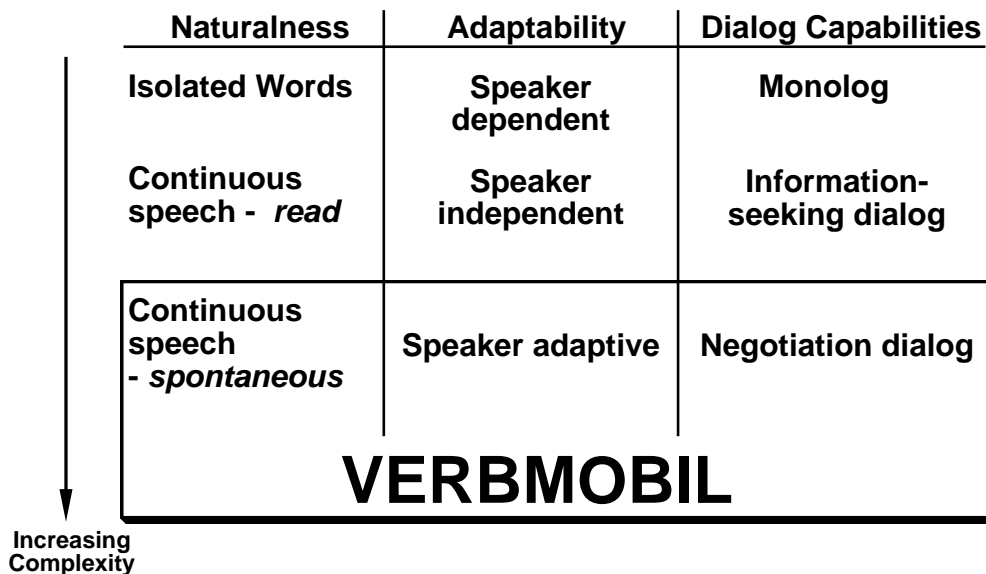 Naturalness Adaptability Dialog Capabilities
Isolated Words Speaker dependent Monolog
Continuous speech - read Speaker independent Information-seeking dialog
Continuous speech - spontaneous Speaker adaptive Negotiation dialog
VERBMOBIL
Increasing
Complexity